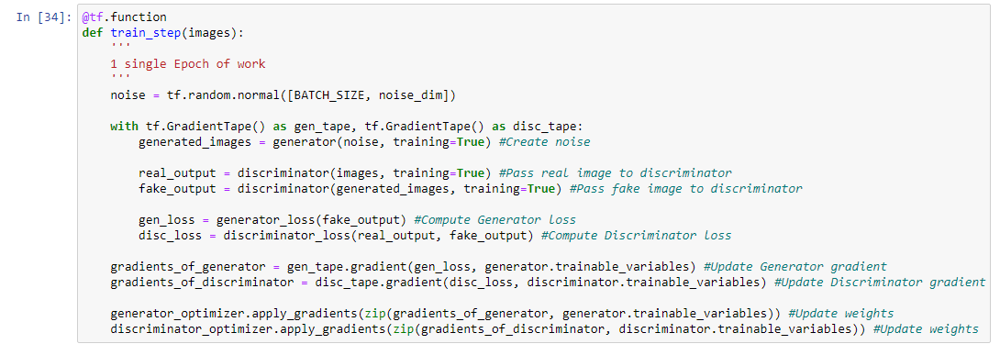 In [34]: @tf.function
def train_step(images):
    '''
    1 single Epoch of work
    '''
    noise = tf.random.normal([BATCH_SIZE, noise_dim])

    with tf.GradientTape() as gen_tape, tf.GradientTape() as disc_tape:
        generated_images = generator(noise, training=True) #Create noise

        real_output = discriminator(images, training=True) #Pass real image to discriminator
        fake_output = discriminator(generated_images, training=True) #Pass fake image to discriminator

        gen_loss = generator_loss(fake_output) #Compute Generator loss
        disc_loss = discriminator_loss(real_output, fake_output) #Compute Discriminator loss

    gradients_of_generator = gen_tape.gradient(gen_loss, generator.trainable_variables) #Update Generator gradient
    gradients_of_discriminator = disc_tape.gradient(disc_loss, discriminator.trainable_variables) #Update Discriminator gradient

    generator_optimizer.apply_gradients(zip(gradients_of_generator, generator.trainable_variables)) #Update weights
    discriminator_optimizer.apply_gradients(zip(gradients_of_discriminator, discriminator.trainable_variables)) #Update weights